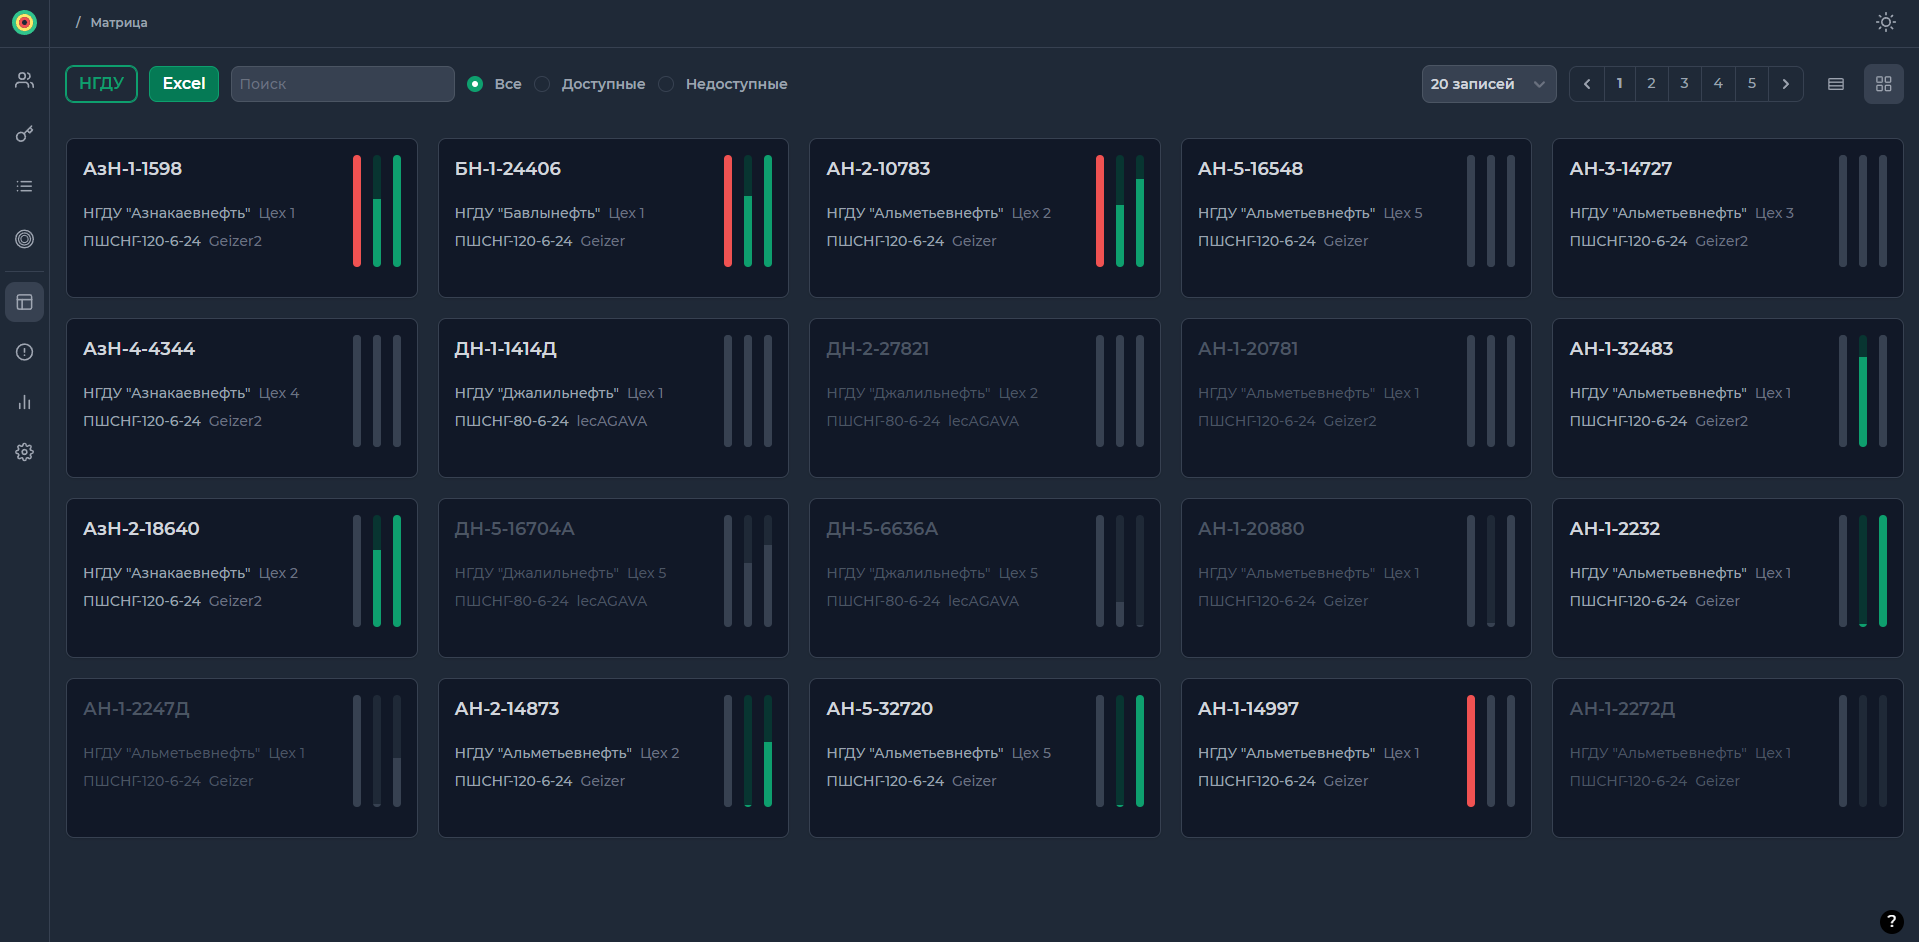 / Матрица
НГДУ Excel Поиск Все Доступные Недоступные 20 записей 1 2 3 4 5
АзН-1-1598
НГДУ "Азнакаевнефть" Цех 1
ПШСНГ-120-6-24 Geizer2
БН-1-24406
НГДУ "Бавлынефть" Цех 1
ПШСНГ-120-6-24 Geizer
АН-2-10783
НГДУ "Альметьевнефть" Цех 2
ПШСНГ-120-6-24 Geizer
АН-5-16548
НГДУ "Альметьевнефть" Цех 5
ПШСНГ-120-6-24 Geizer
АН-3-14727
НГДУ "Альметьевнефть" Цех 3
ПШСНГ-120-6-24 Geizer2
АзН-4-4344
НГДУ "Азнакаевнефть" Цех 4
ПШСНГ-120-6-24 Geizer2
ДН-1-1414Д
НГДУ "Джалильнефть" Цех 1
ПШСНГ-80-6-24 lecAGAVA
ДН-2-27821
НГДУ "Джалильнефть" Цех 2
ПШСНГ-80-6-24 lecAGAVA
АН-1-20781
НГДУ "Альметьевнефть" Цех 1
ПШСНГ-120-6-24 Geizer2
АН-1-32483
НГДУ "Альметьевнефть" Цех 1
ПШСНГ-120-6-24 Geizer2
АзН-2-18640
НГДУ "Азнакаевнефть" Цех 2
ПШСНГ-120-6-24 Geizer2
ДН-5-16704А
НГДУ "Джалильнефть" Цех 5
ПШСНГ-80-6-24 lecAGAVA
ДН-5-6636А
НГДУ "Джалильнефть" Цех 5
ПШСНГ-80-6-24 lecAGAVA
АН-1-20880
НГДУ "Альметьевнефть" Цех 1
ПШСНГ-120-6-24 Geizer
АН-1-2232
НГДУ "Альметьевнефть" Цех 1
ПШСНГ-120-6-24 Geizer
АН-1-2247Д
НГДУ "Альметьевнефть" Цех 1
ПШСНГ-120-6-24 Geizer
АН-2-14873
НГДУ "Альметьевнефть" Цех 2
ПШСНГ-120-6-24 Geizer
АН-5-32720
НГДУ "Альметьевнефть" Цех 5
ПШСНГ-120-6-24 Geizer
АН-1-14997
НГДУ "Альметьевнефть" Цех 1
ПШСНГ-120-6-24 Geizer
АН-1-2272Д
НГДУ "Альметьевнефть" Цех 1
ПШСНГ-120-6-24 Geizer
?